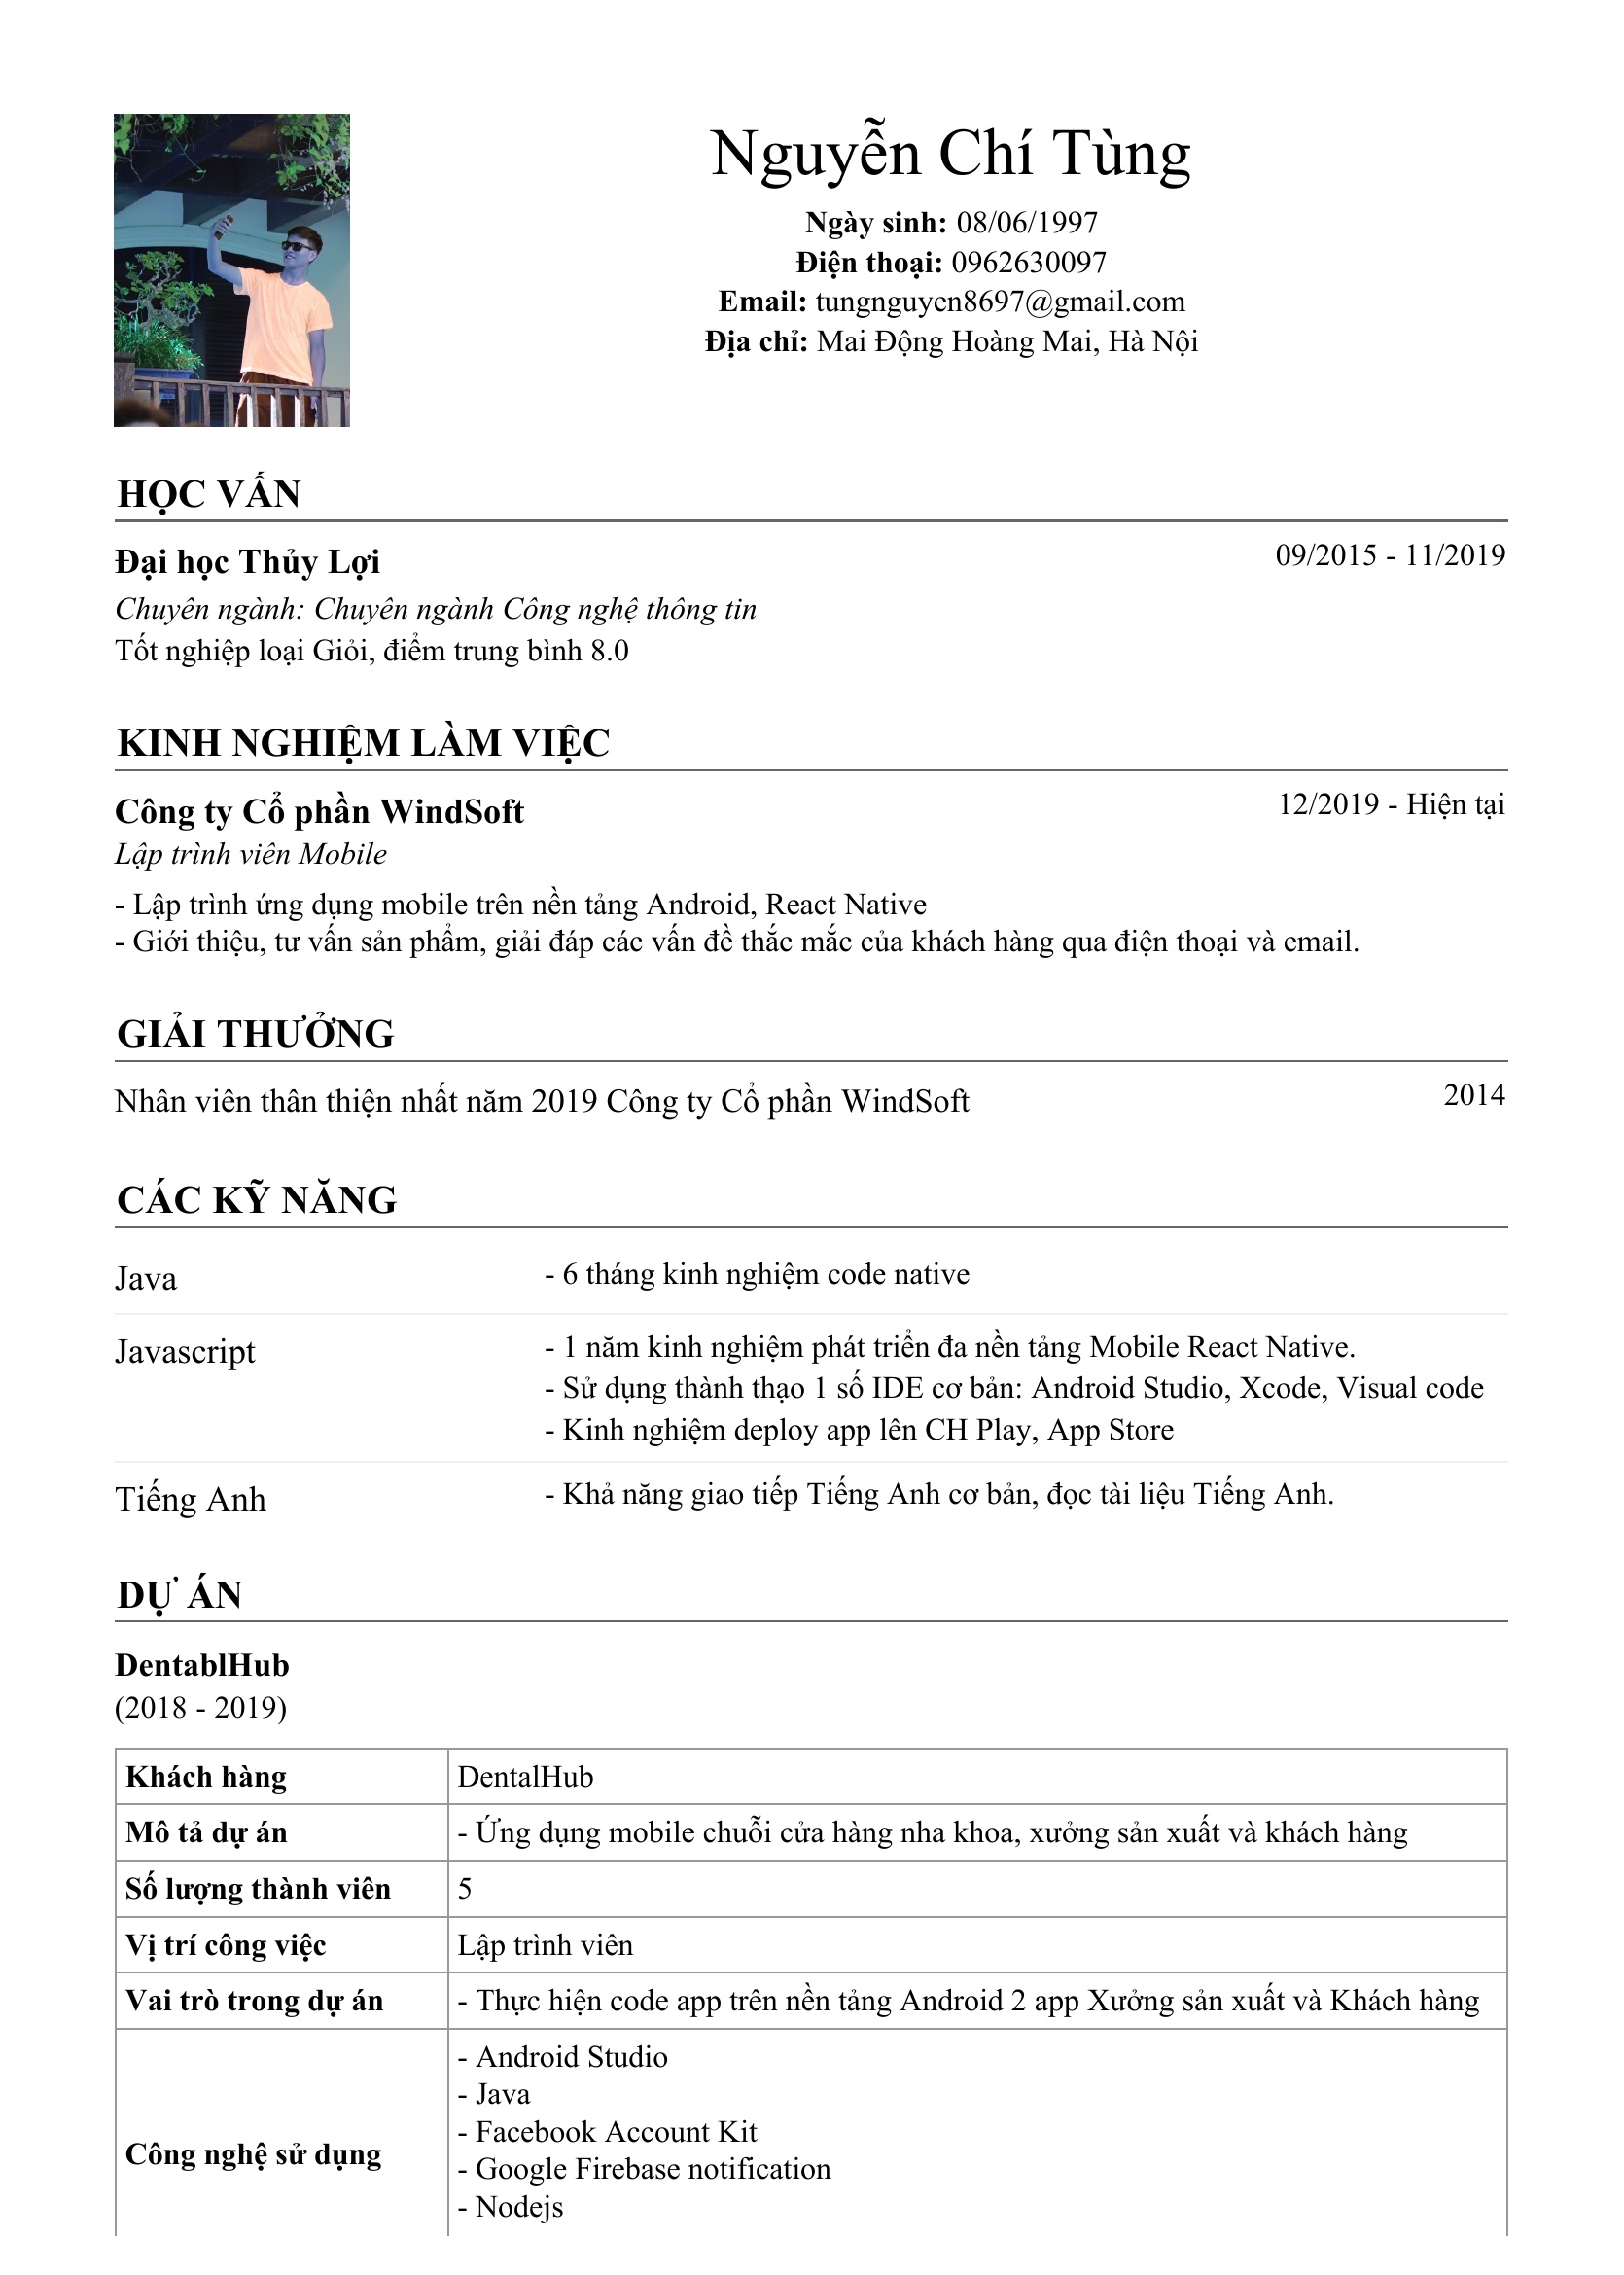 Nguyễn Chí Tùng
Ngày sinh: 08/06/1997
Điện thoại: 0962630097
Email: tungnguyen8697@gmail.com
Địa chỉ: Mai Động Hoàng Mai, Hà Nội
HỌC VẤN
Đại học Thủy Lợi 09/2015 - 11/2019
Chuyên ngành: Chuyên ngành Công nghệ thông tin
Tốt nghiệp loại Giỏi, điểm trung bình 8.0
KINH NGHIỆM LÀM VIỆC
Công ty Cổ phần WindSoft 12/2019 - Hiện tại
Lập trình viên Mobile
- Lập trình ứng dụng mobile trên nền tảng Android, React Native
- Giới thiệu, tư vấn sản phẩm, giải đáp các vấn đề thắc mắc của khách hàng qua điện thoại và email.
GIẢI THƯỞNG
Nhân viên thân thiện nhất năm 2019 Công ty Cổ phần WindSoft 2014
CÁC KỸ NĂNG
Java - 6 tháng kinh nghiệm code native
Javascript - 1 năm kinh nghiệm phát triển đa nền tảng Mobile React Native.
- Sử dụng thành thạo 1 số IDE cơ bản: Android Studio, Xcode, Visual code
- Kinh nghiệm deploy app lên CH Play, App Store
Tiếng Anh - Khả năng giao tiếp Tiếng Anh cơ bản, đọc tài liệu Tiếng Anh.
DỰ ÁN
DentablHub
(2018 - 2019)
Khách hàng DentalHub
Mô tả dự án - Ứng dụng mobile chuỗi cửa hàng nha khoa, xưởng sản xuất và khách hàng
Số lượng thành viên 5
Vị trí công việc Lập trình viên
Vai trò trong dự án - Thực hiện code app trên nền tảng Android 2 app Xưởng sản xuất và Khách hàng
Công nghệ sử dụng - Android Studio
- Java
- Facebook Account Kit
- Google Firebase notification
- Nodejs